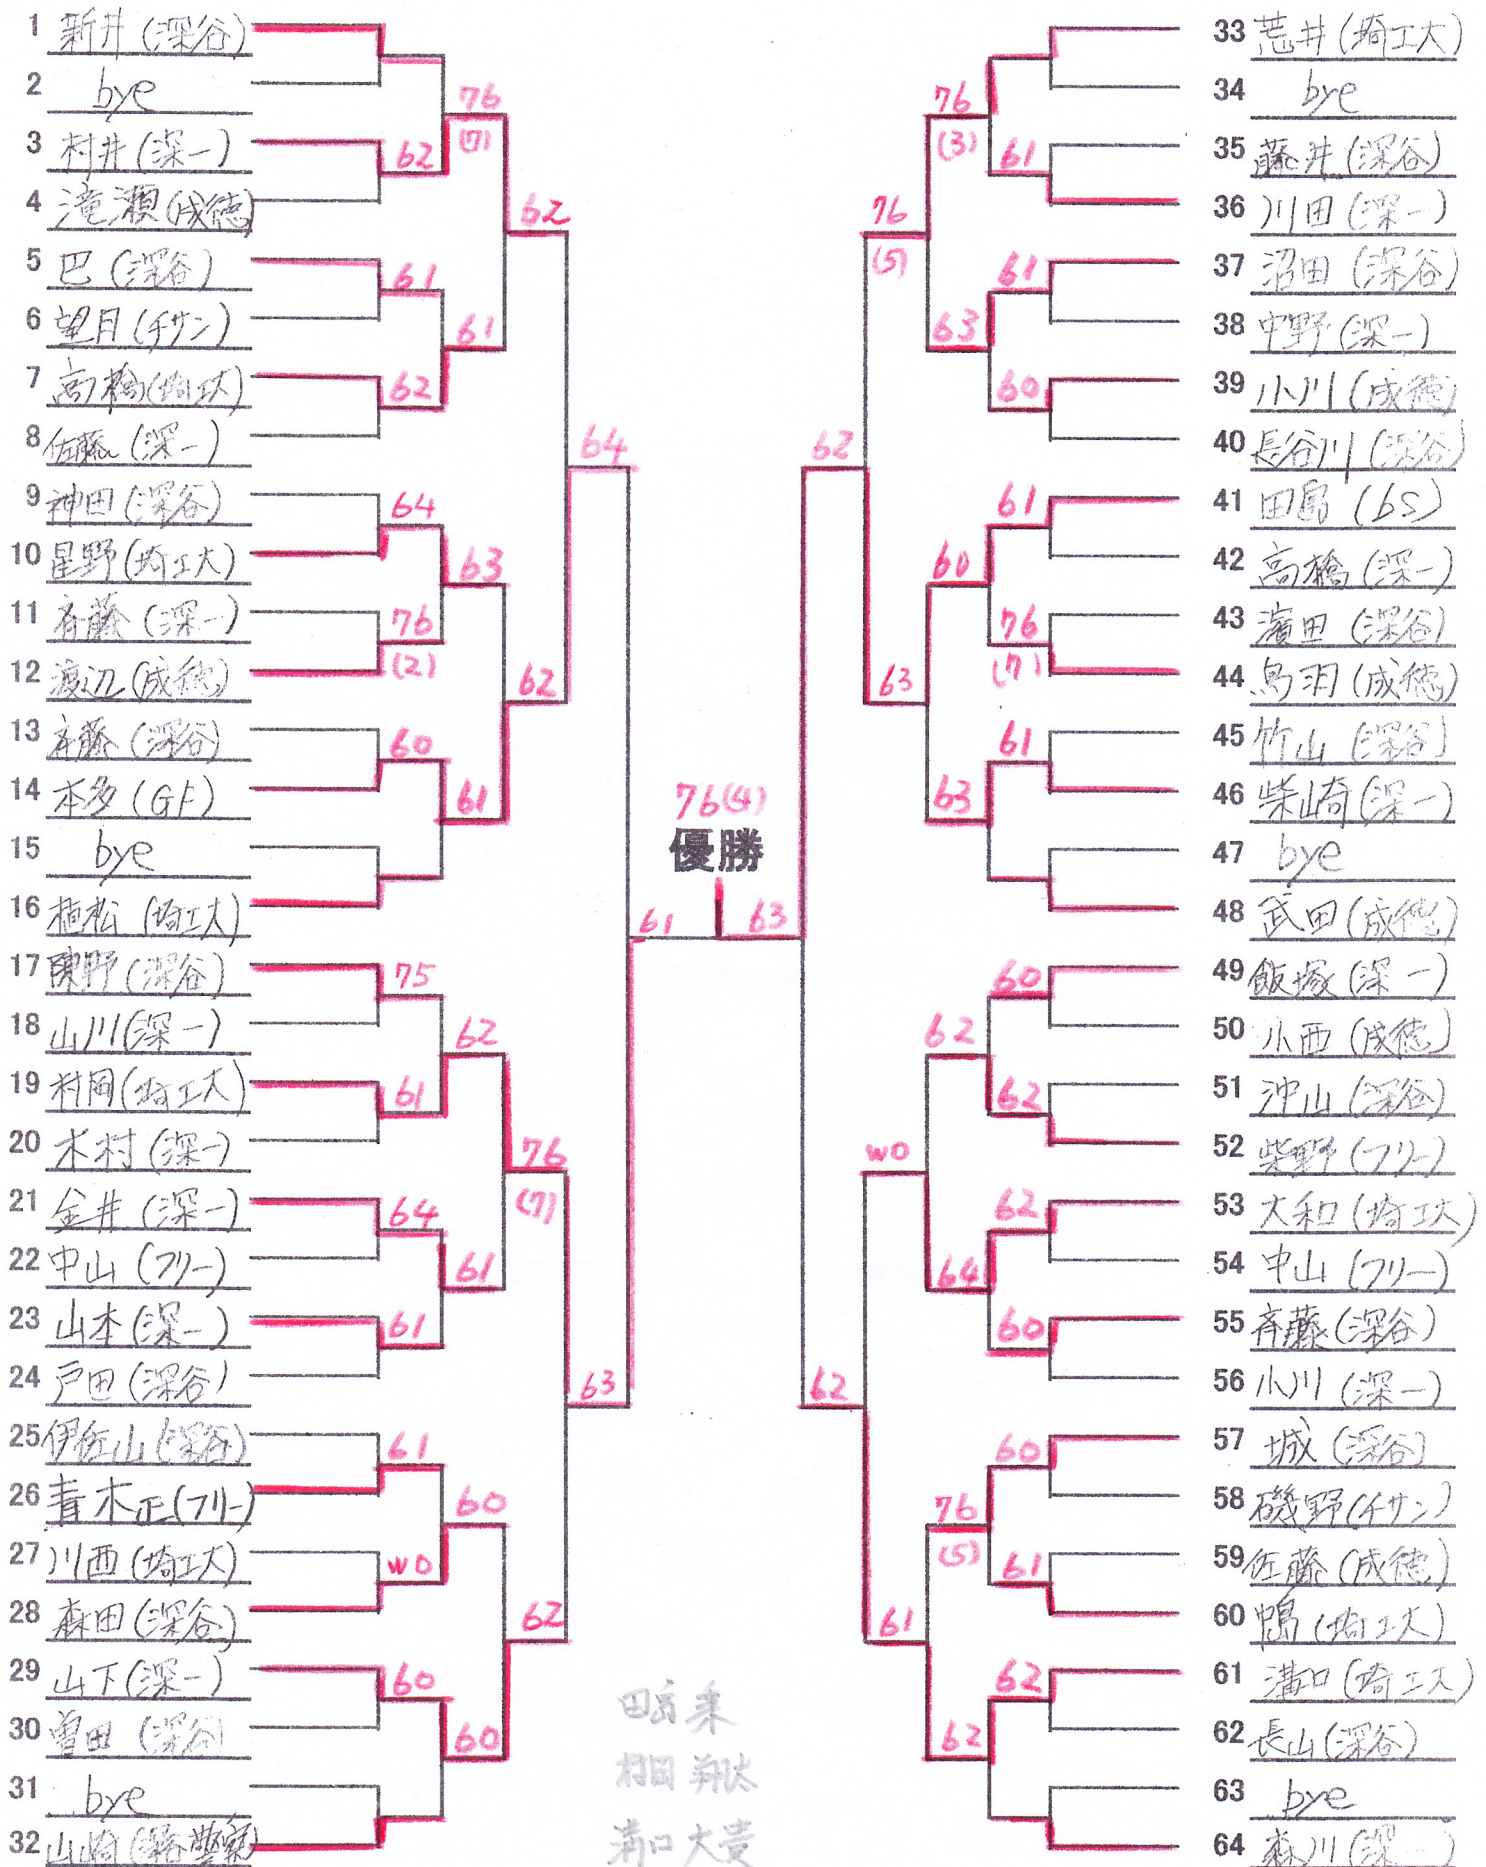 1 新井(深谷)
2 bye
3 村井(深一)
4 滝瀬(成徳)
5 巴(深谷)
6 望月(チサン)
7 高橋(埼工大)
8 佐藤(深一)
9 神田(深谷)
10 星野(埼工大)
11 斉藤(深一)
12 渡辺(成徳)
13 斉藤(深谷)
14 本多(GF)
15 bye
16 植松(埼工大)
17 (深谷)
18 山川(深一)
19 村岡(埼工大)
20 木村(深一)
21 金井(深一)
22 中山(フリー)
23 山本(深一)
24 戸田(深谷)
25 伊佐山(深谷)
26 青木正(フリー)
27 川西(埼工大)
28 森田(深谷)
29 山下(深一)
30 曽田(深谷)
31 bye
32 山崎(深谷警察)
62
61
62
64
76
(2)
60
75
61
64
61
61
w0
60
76
(7)
61
63
61
62
61
60
60
62
62
76
(7)
62
64
63
61
76(4)
優勝
63
62
62
76
(5)
63
w0
61
76
(3)
63
60
63
62
64
76
(5)
62
61
61
60
61
76
(7)
61
60
62
62
60
60
61
62
33 荒井(埼工大)
34 bye
35 藤井(深谷)
36 川田(深一)
37 沼田(深谷)
38 中野(深一)
39 小川(成徳)
40 長谷川(深谷)
41 田島(bs)
42 高橋(深一)
43 濱田(深谷)
44 鳥羽(成徳)
45 竹山(深谷)
46 柴崎(深一)
47 bye
48 武田(成徳)
49 飯塚(深一)
50 小西(成徳)
51 沖山(深谷)
52 柴野(フリー)
53 大和(埼工大)
54 中山(フリー)
55 斉藤(深谷)
56 小川(深一)
57 城(深谷)
58 磯野(チサン)
59 佐藤(成徳)
60 (埼工大)
61 溝口(埼工大)
62 長山(深谷)
63 bye
64 森川(深一)
田島
村岡 翔太
溝口大貴